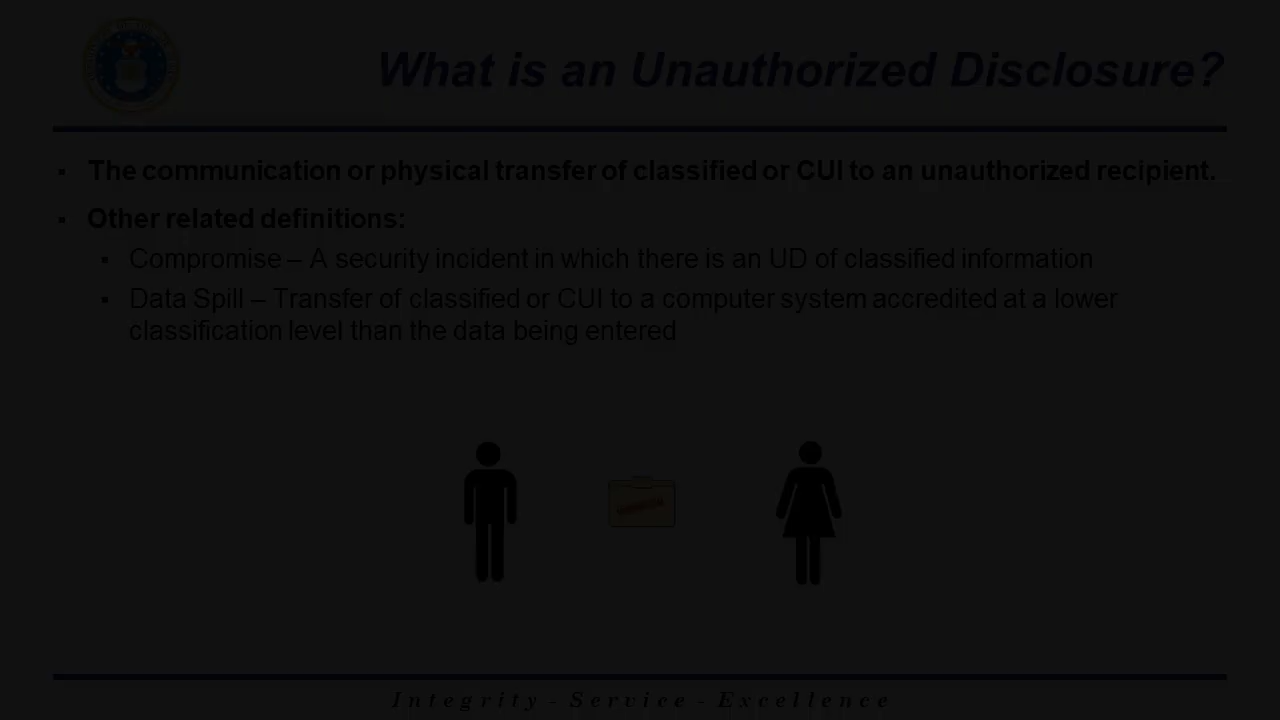 What is an Unauthorized Disclosure?
▪ The communication or physical transfer of classified or CUI to an unauthorized recipient.
▪ Other related definitions:
▪ Compromise – A security incident in which there is an UD of classified information
▪ Data Spill – Transfer of classified or CUI to a computer system accredited at a lower
classification level than the data being entered
Integrity - Service - Excellence